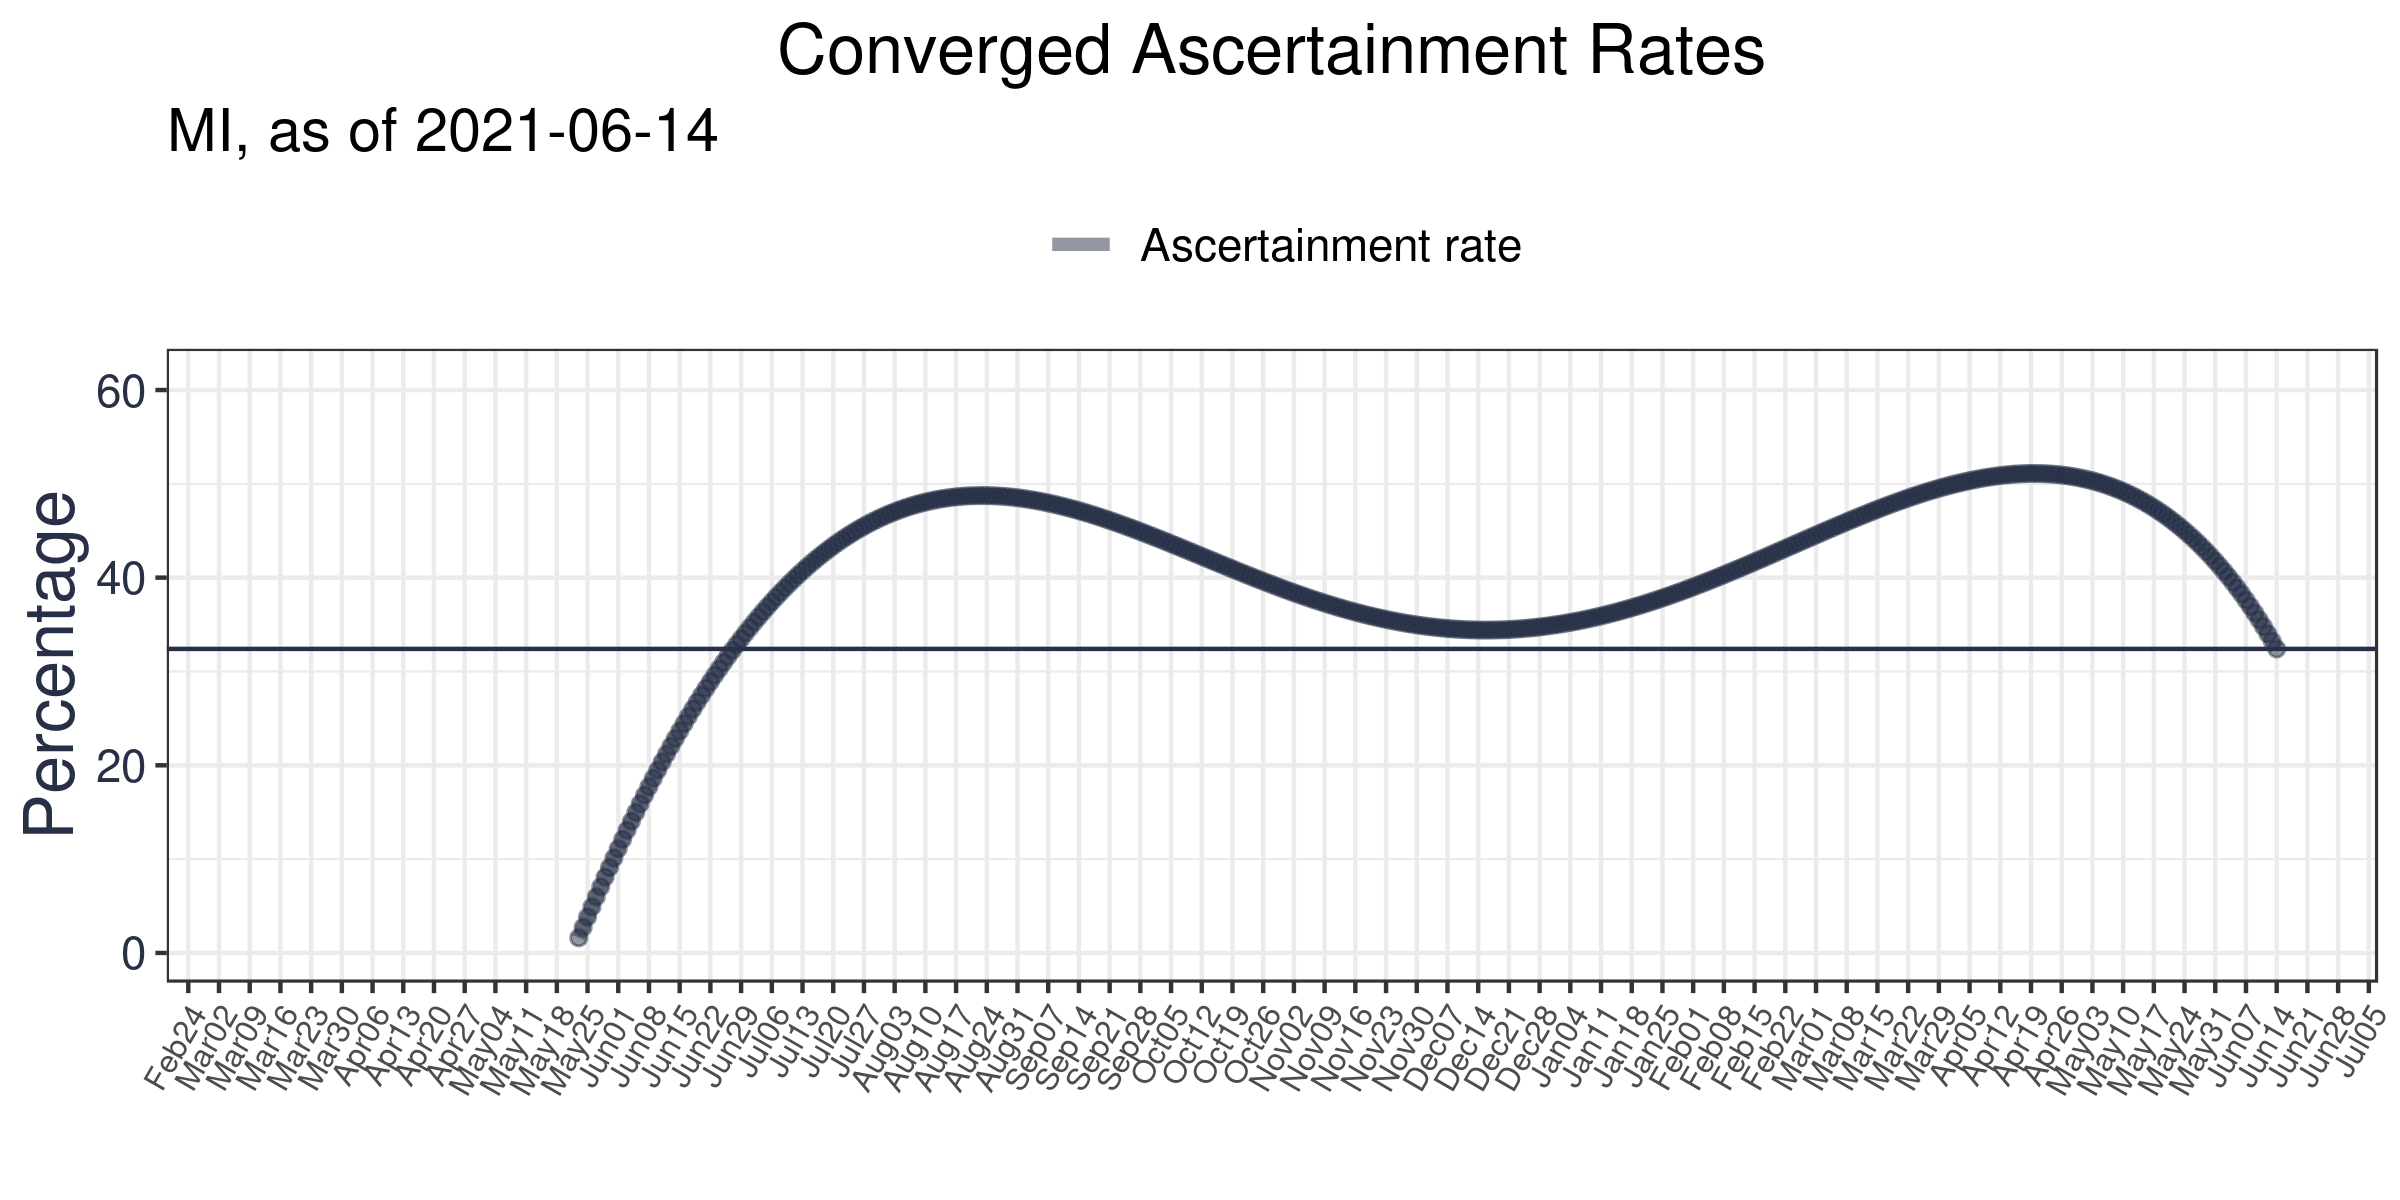 Converged Ascertainment Rates
MI, as of 2021-06-14
Ascertainment rate
Percentage
60
40
20
0
Feb24 Mar02 Mar09 Mar16 Mar23 Mar30 Apr06 Apr13 Apr20 Apr27 May04 May11 May18 May25 Jun01 Jun08 Jun15 Jun22 Jun29 Jul06 Jul13 Jul20 Jul27 Aug03 Aug10 Aug17 Aug24 Aug31 Sep07 Sep14 Sep21 Sep28 Oct05 Oct12 Oct19 Oct26 Nov02 Nov09 Nov16 Nov23 Nov30 Dec07 Dec14 Dec21 Dec28 Jan04 Jan11 Jan18 Jan25 Feb01 Feb08 Feb15 Feb22 Mar01 Mar08 Mar15 Mar22 Mar29 Apr05 Apr12 Apr19 Apr26 May03 May10 May17 May24 May31 Jun07 Jun14 Jun21 Jun28 Jul05